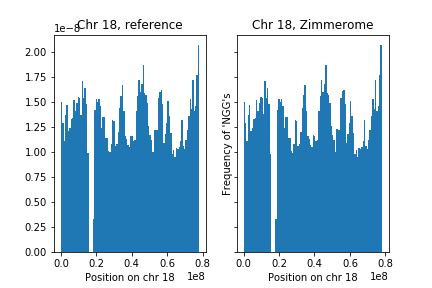 Chr 18, reference
1e−8
2.00
1.75
1.50
1.25
1.00
0.75
0.50
0.25
0.00
0.0 0.2 0.4 0.6 0.8
1e8
Position on chr 18
Chr 18, Zimmerome
Frequency of 'NGG's
0.0 0.2 0.4 0.6 0.8
1e8
Position on chr 18